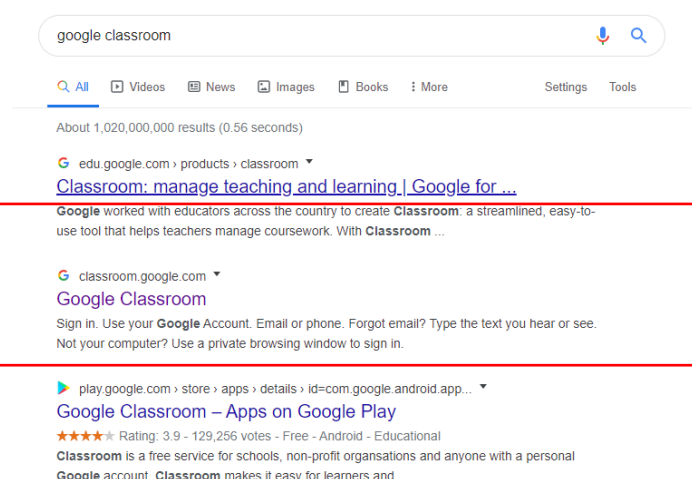 google classroom
All Videos News Images Books More Settings Tools
About 1,020,000,000 results (0.56 seconds)
edu.google.com › products › classroom
Classroom: manage teaching and learning | Google for ...
Google worked with educators across the country to create Classroom: a streamlined, easy-to-
use tool that helps teachers manage coursework. With Classroom ...
classroom.google.com
Google Classroom
Sign in. Use your Google Account. Email or phone. Forgot email? Type the text you hear or see.
Not your computer? Use a private browsing window to sign in.
play.google.com › store › apps › details › id=com.google.android.app...
Google Classroom – Apps on Google Play
Rating: 3.9 - 129,256 votes - Free - Android - Educational
Classroom is a free service for schools, non-profit organsations and anyone with a personal
Google account. Classroom makes it easy for learners and